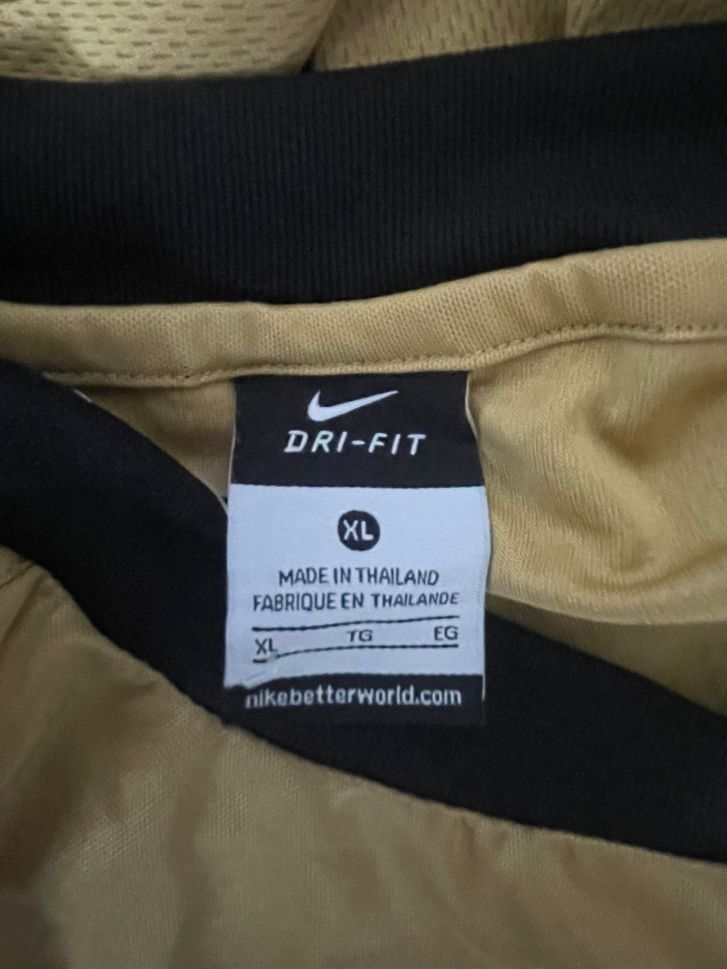 DRI-FIT
XL
MADE IN THAILAND
FABRIQUE EN THAILANDE
XL TG EG
nikebetterworld.com